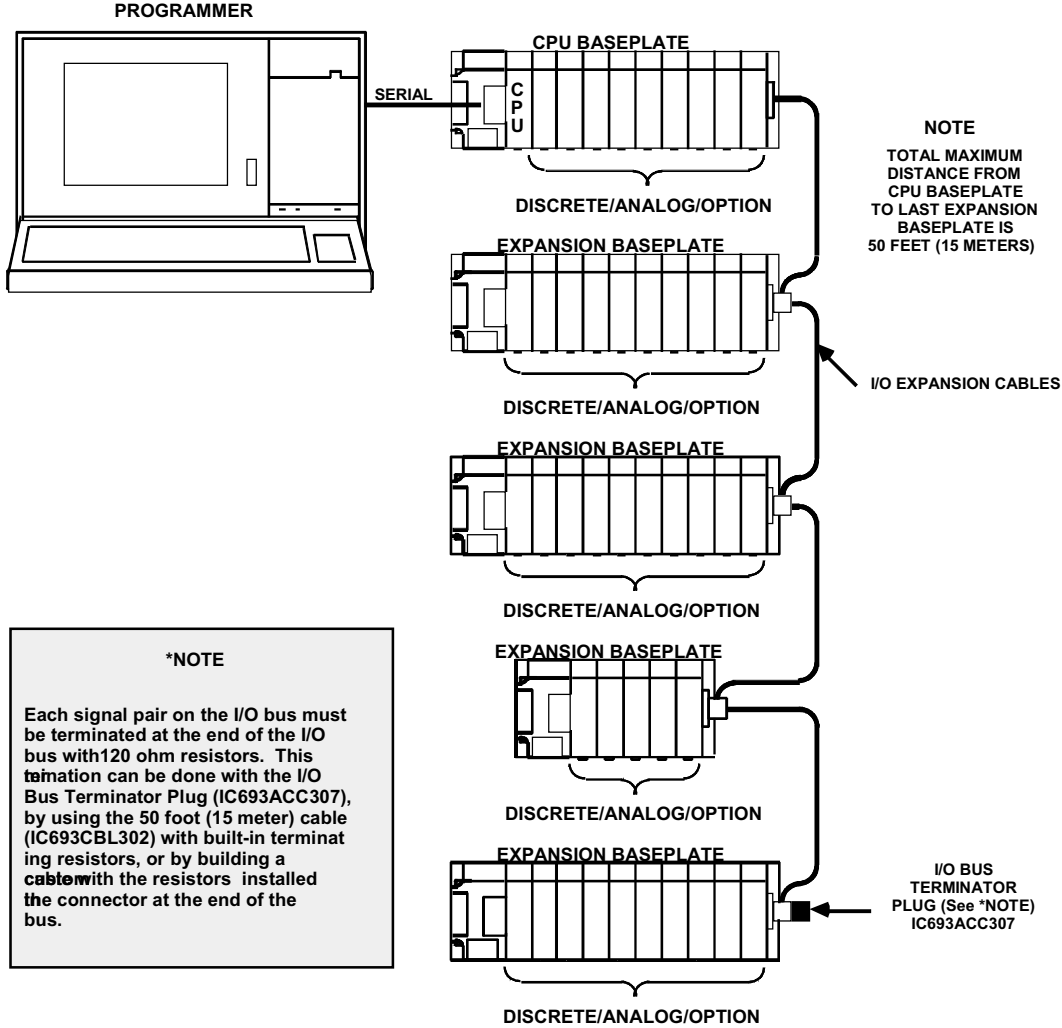 PROGRAMMER
CPU BASEPLATE
SERIAL
C
P
U
DISCRETE/ANALOG/OPTION
NOTE
TOTAL MAXIMUM
DISTANCE FROM
CPU BASEPLATE
TO LAST EXPANSION
BASEPLATE IS
50 FEET (15 METERS)
EXPANSION BASEPLATE
DISCRETE/ANALOG/OPTION
I/O EXPANSION CABLES
EXPANSION BASEPLATE
DISCRETE/ANALOG/OPTION
EXPANSION BASEPLATE
DISCRETE/ANALOG/OPTION
EXPANSION BASEPLATE
DISCRETE/ANALOG/OPTION
I/O BUS
TERMINATOR
PLUG (See *NOTE)
IC693ACC307
*NOTE
Each signal pair on the I/O bus must
be terminated at the end of the I/O
bus with120 ohm resistors. This
mination can be done with the I/O
Bus Terminator Plug (IC693ACC307),
by using the 50 foot (15 meter) cable
(IC693CBL302) with built-in terminat
ing resistors, or by building a
with the resistors installed
the connector at the end of the
bus.